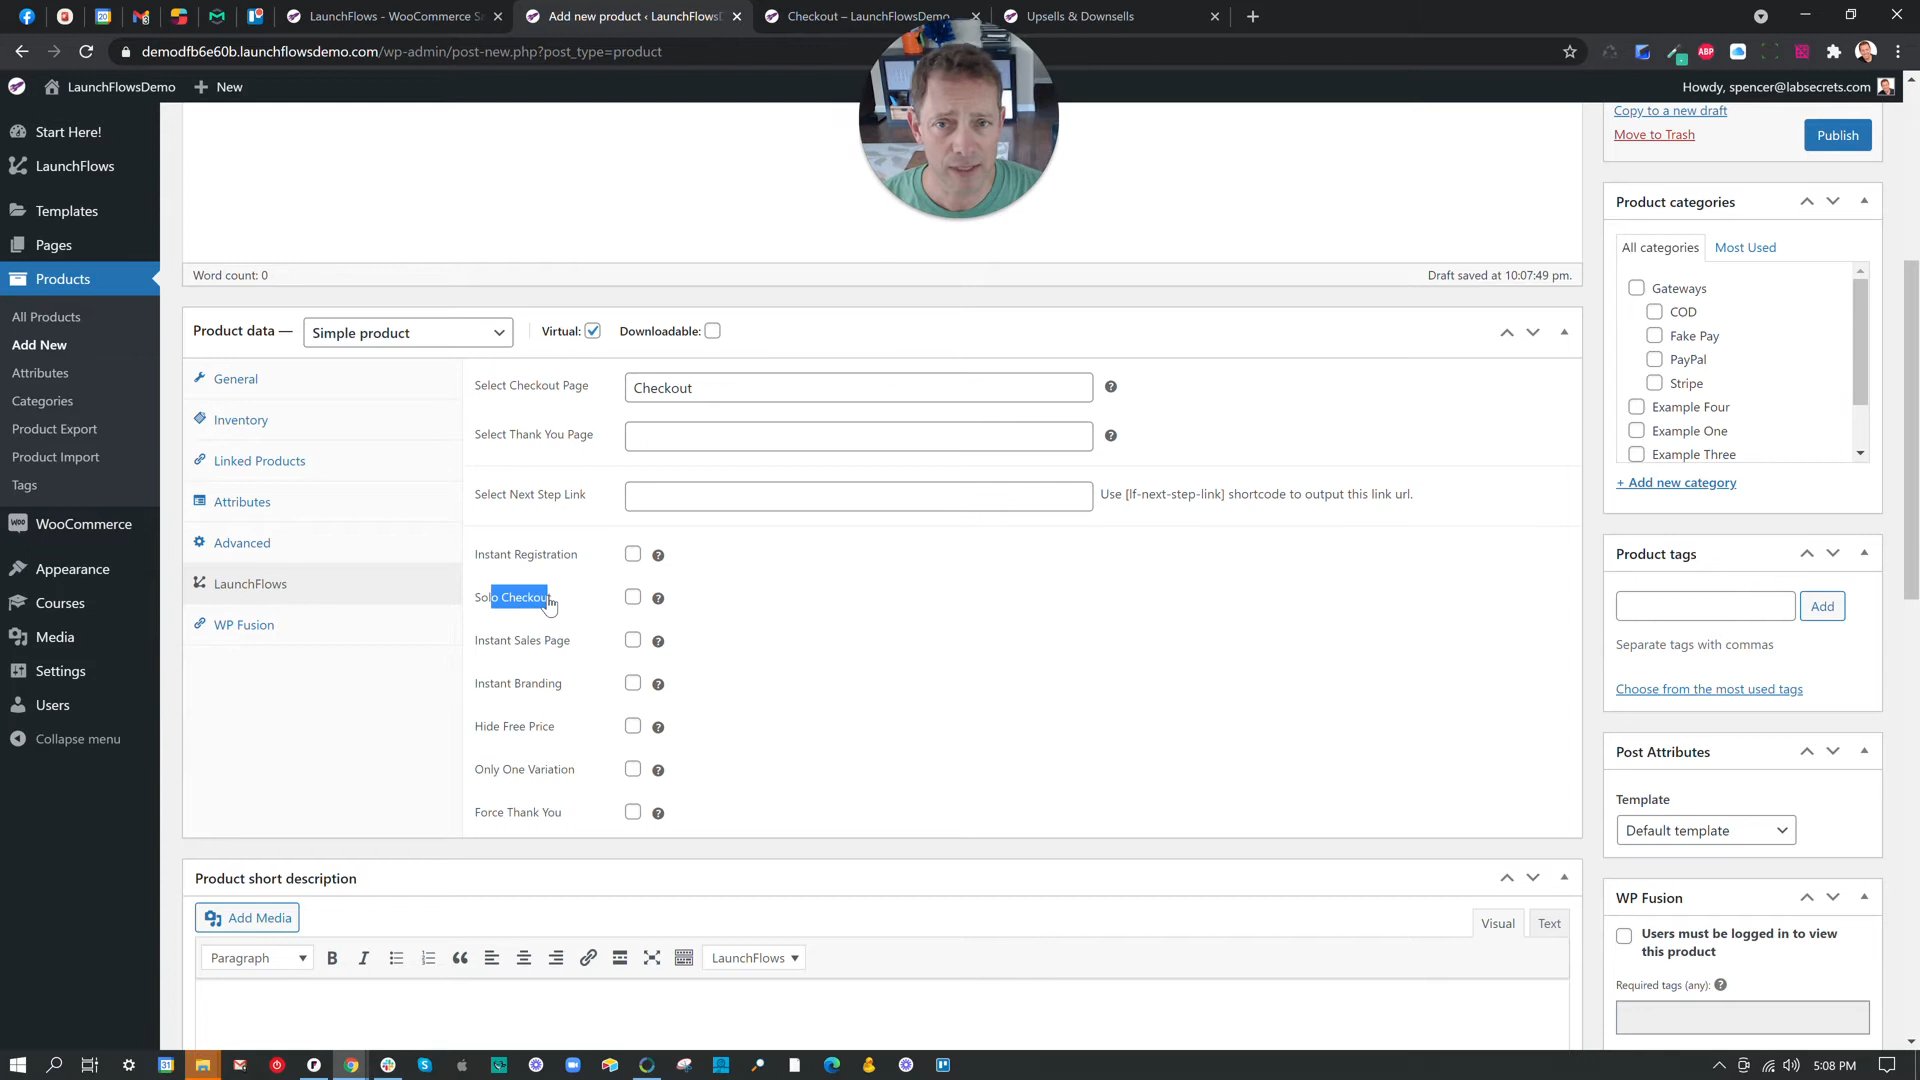 LaunchFlows - WooCommerce Sa
Add new product ‹ LaunchFlowsD
Checkout – LaunchFlowsDemo
Upsells & Downsells
demodfb6e60b.launchflowsdemo.com/wp-admin/post-new.php?post_type=product
LaunchFlowsDemo
New
Howdy, spencer@labsecrets.com
Start Here!
LaunchFlows
Templates
Pages
Products
All Products
Add New
Attributes
Categories
Product Export
Product Import
Tags
WooCommerce
Appearance
Courses
Media
Settings
Users
Collapse menu
Word count: 0
Draft saved at 10:07:49 pm.
Product data —
Simple product
Virtual:
Downloadable:
General
Inventory
Linked Products
Attributes
Advanced
LaunchFlows
WP Fusion
Select Checkout Page
Checkout
Select Thank You Page
Select Next Step Link
Use [lf-next-step-link] shortcode to output this link url.
Instant Registration
Solo Checkou
Instant Sales Page
Instant Branding
Hide Free Price
Only One Variation
Force Thank You
Product short description
Add Media
Visual
Text
Paragraph
LaunchFlows
Copy to a new draft
Move to Trash
Publish
Product categories
All categories
Most Used
Gateways
COD
Fake Pay
PayPal
Stripe
Example Four
Example One
Example Three
+ Add new category
Product tags
Add
Separate tags with commas
Choose from the most used tags
Post Attributes
Template
Default template
WP Fusion
Users must be logged in to view
this product
Required tags (any):
5:08 PM